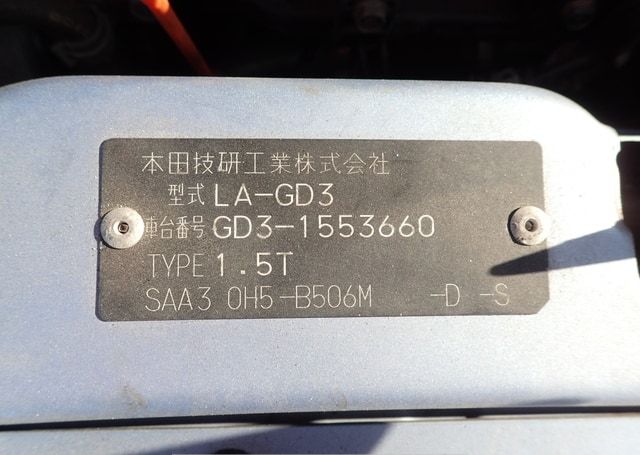 本田技研工業株式会社
型式 LA-GD3
車台番号 GD3-1553660
TYPE 1.5T
SAA3 0H5-B506M -D -S